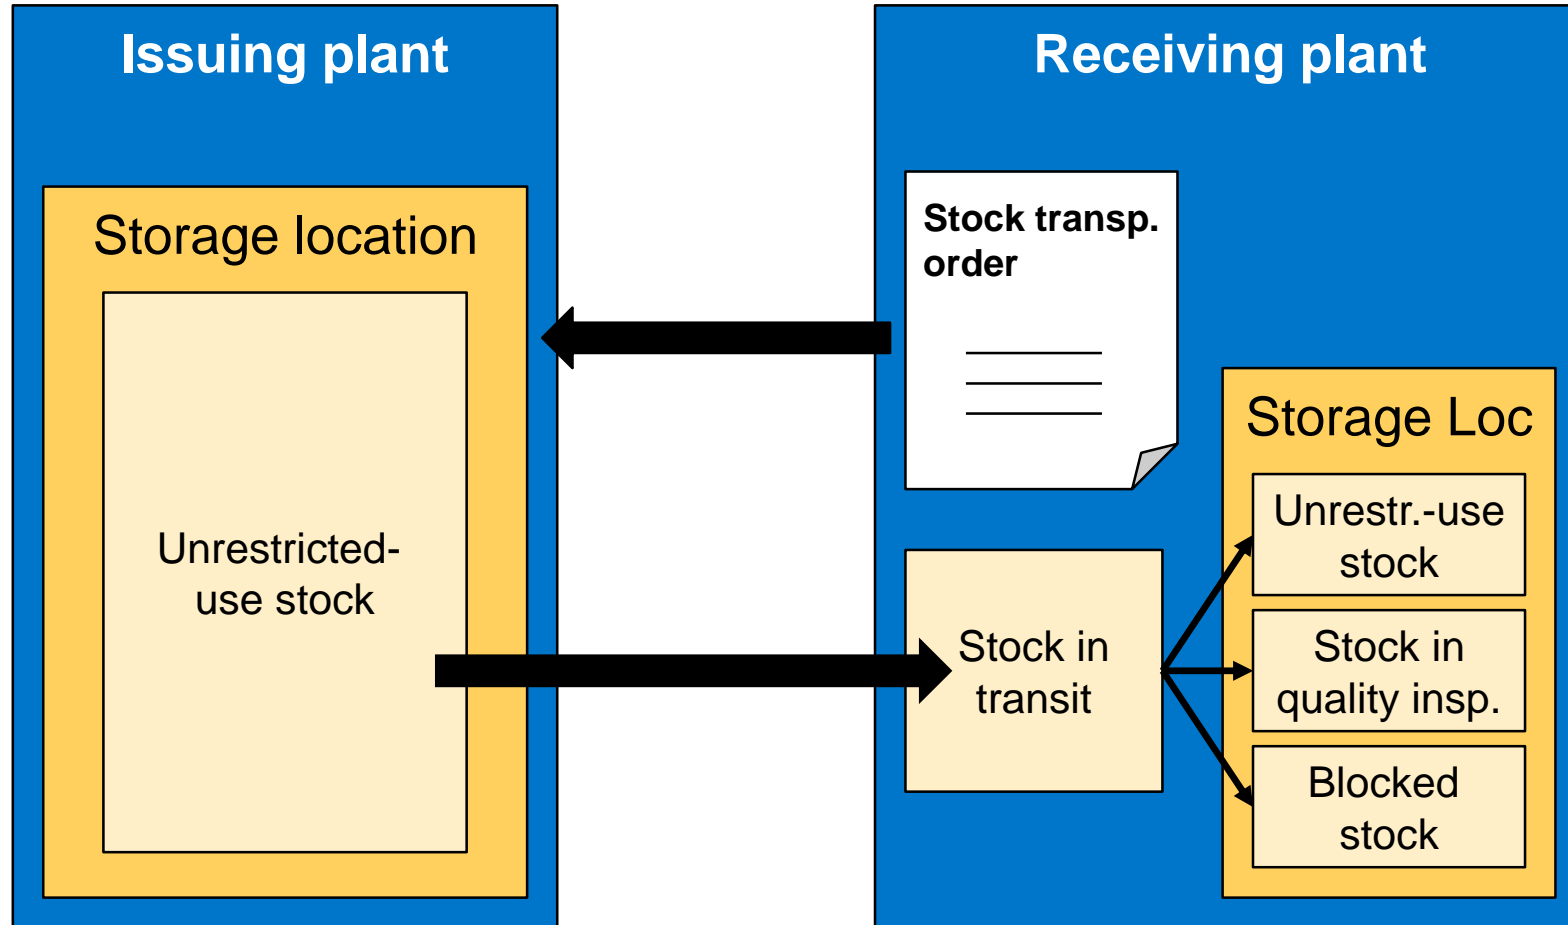 Issuing plant
Storage location
Unrestricted-
use stock
Receiving plant
Stock transp.
order
Stock in
transit
Storage Loc
Unrestr.-use
stock
Stock in
quality insp.
Blocked
stock